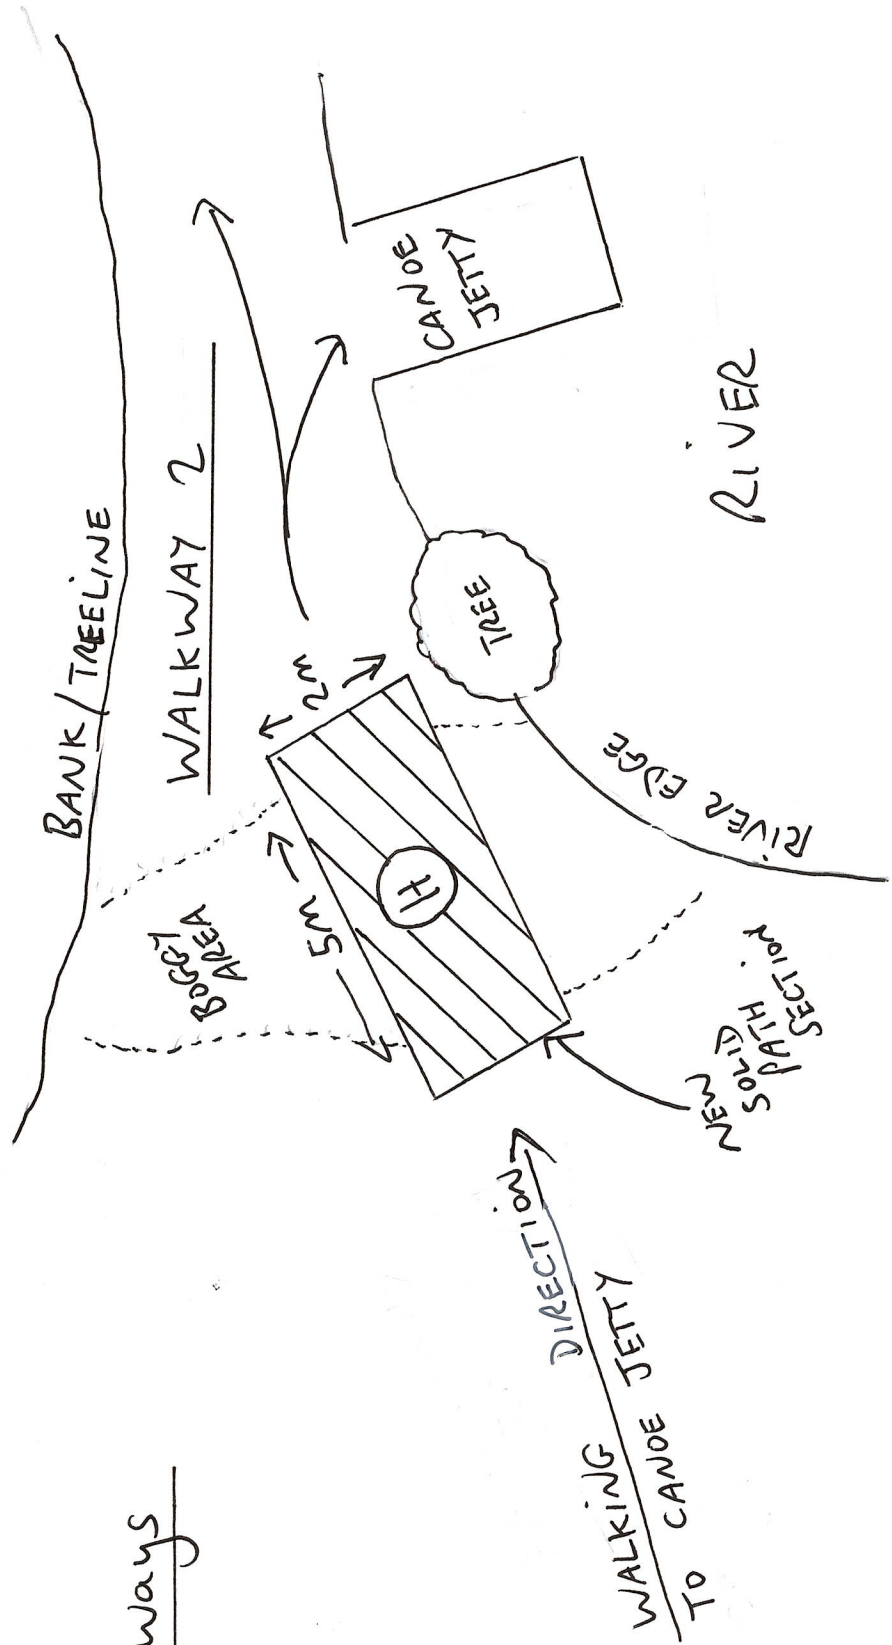 ways
BANK/TREELINE
WALKWAY 2
BOGGY
AREA
5m
2m
CANOE
JETTY
TREE
WALKING DIRECTION
TO CANOE JETTY
RIVER EDGE
RIVER
NEW
SOLID
PATH
SECTION